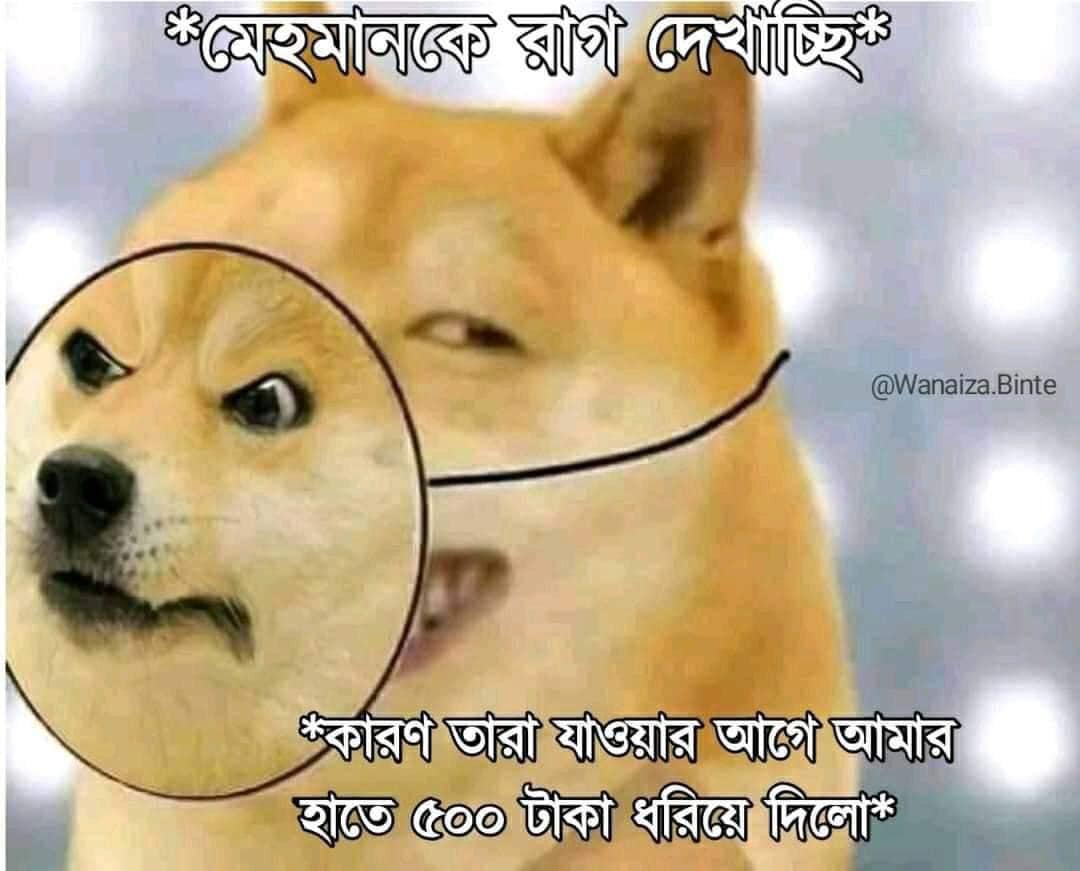 *মেহমানকে রাগ দেখাচ্ছি*
@Wanaiza.Binte
*কারণ তারা যাওয়ার আগে আমার
হাতে ৫০০ টাকা ধরিয়ে দিলো*